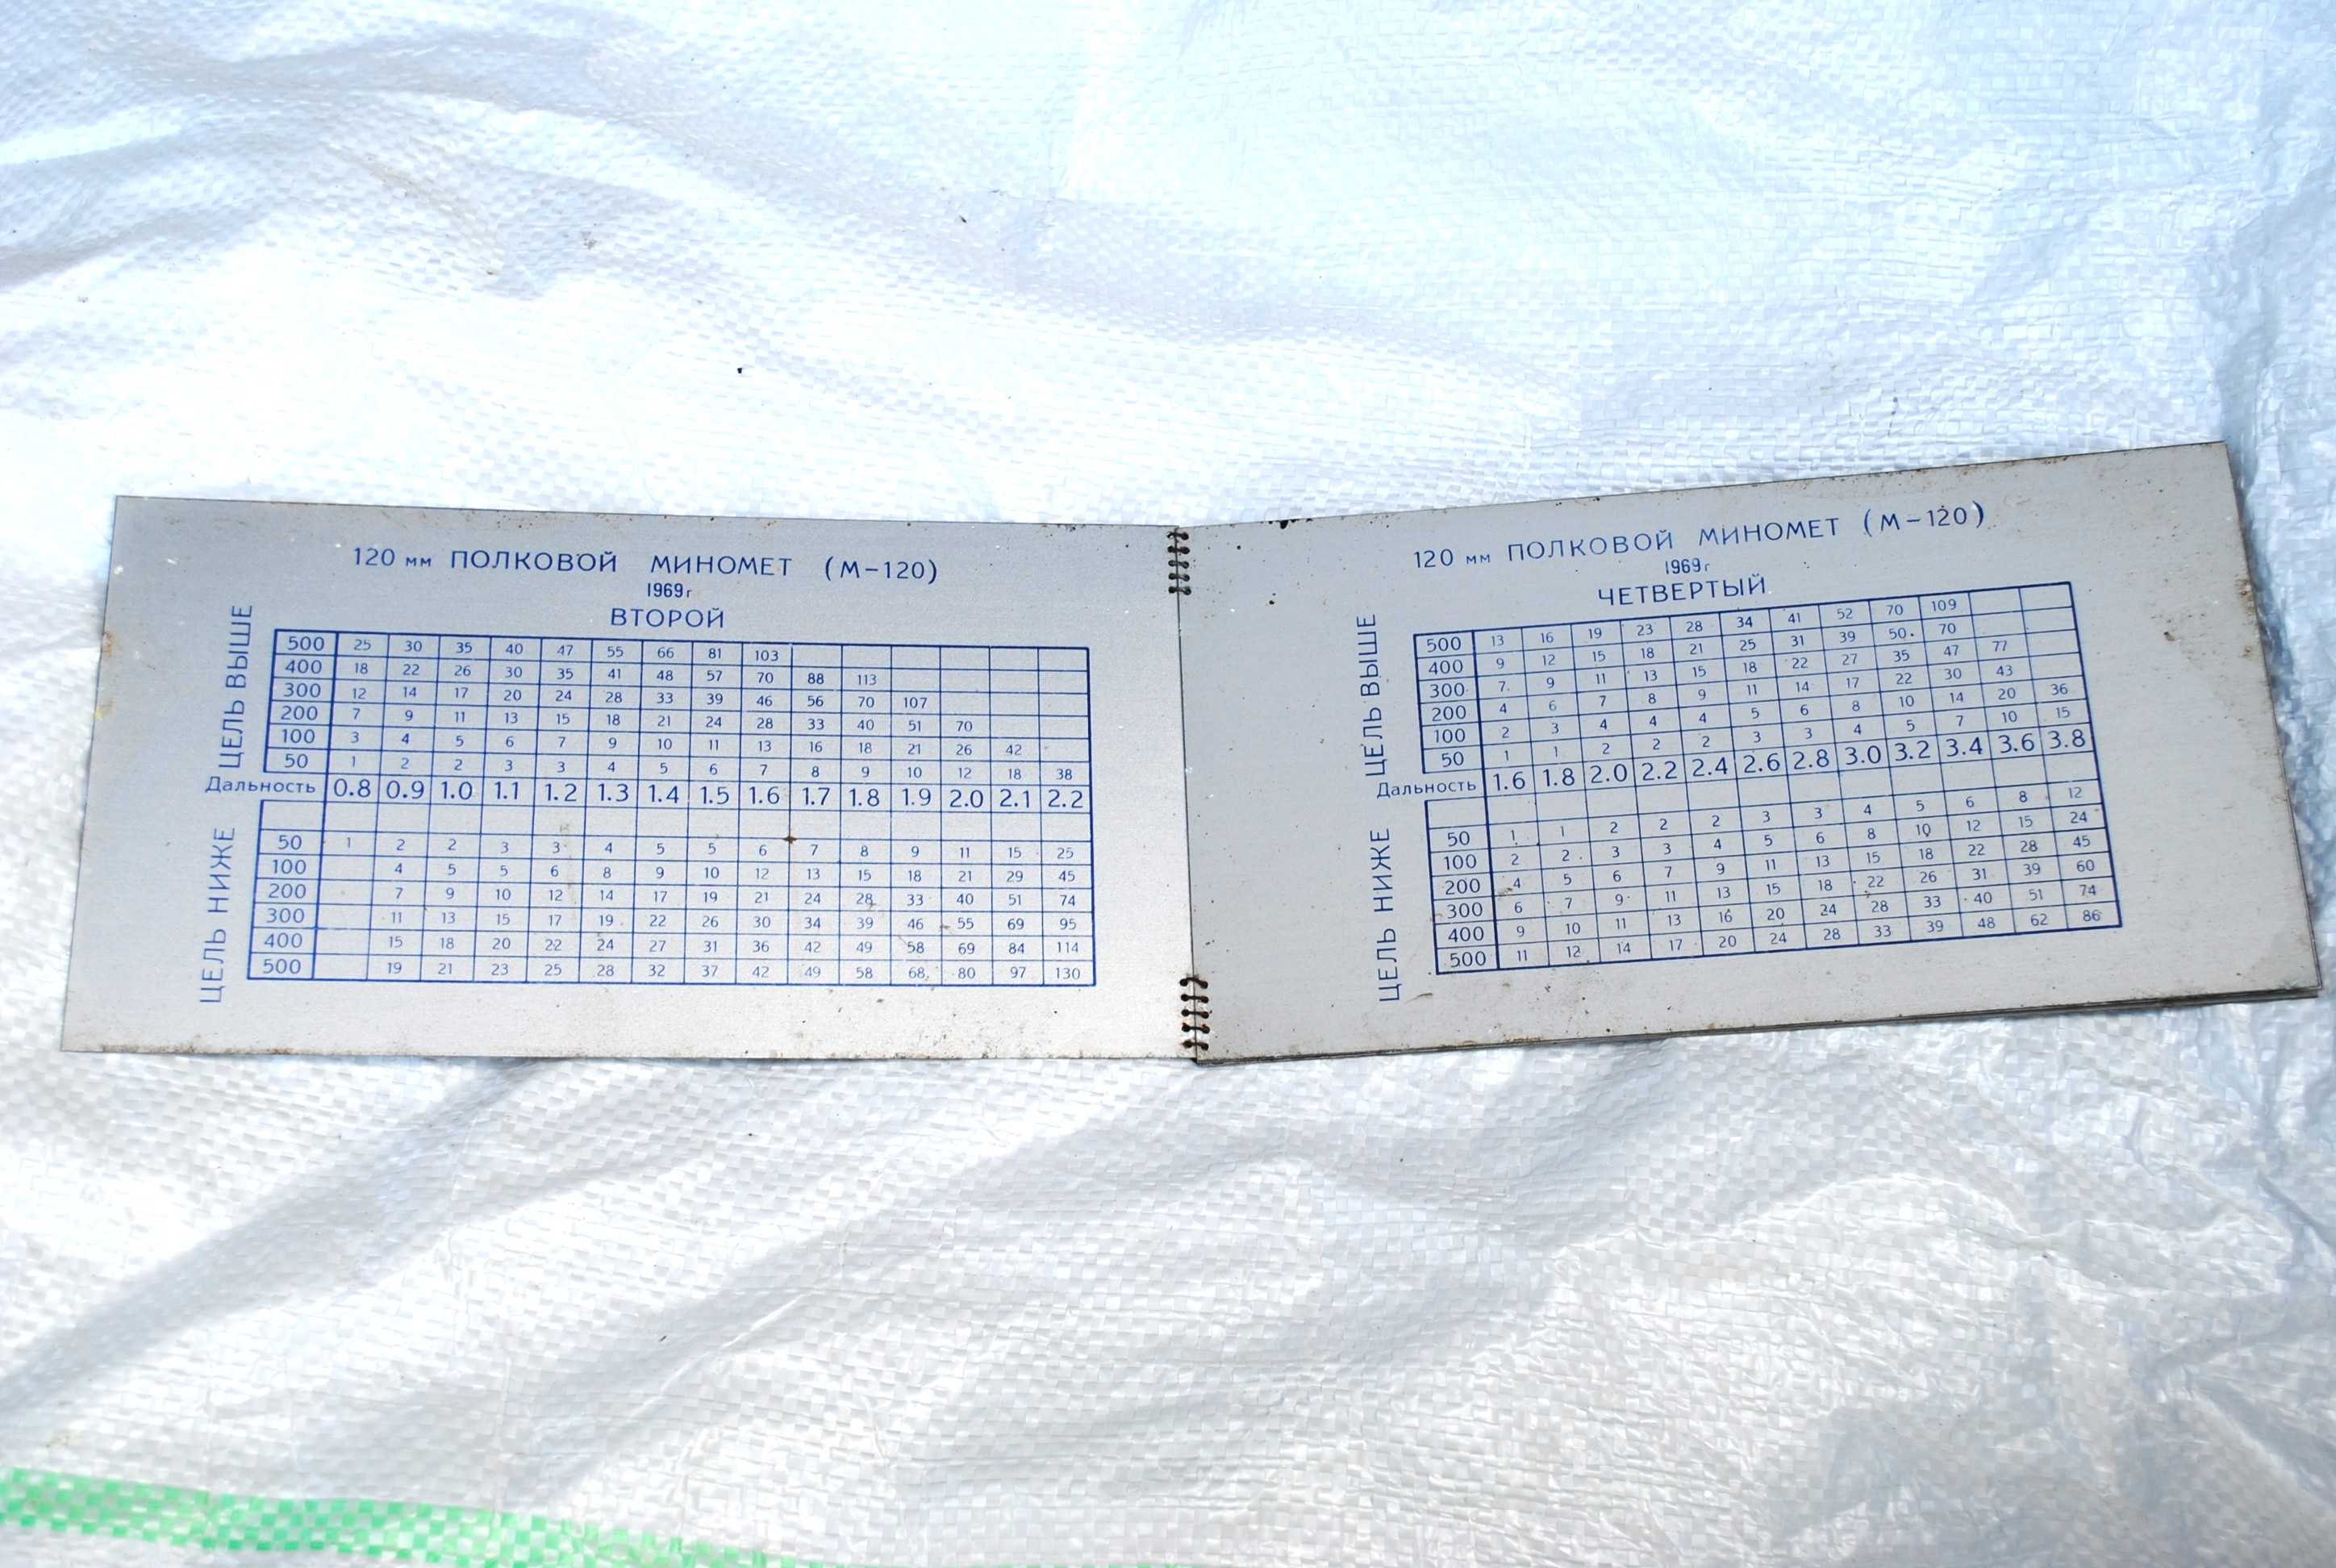 120 мм ПОЛКОВОЙ МИНОМЕТ (М-120)
1969г
ВТОРОЙ
ЦЕЛЬ ВЫШЕ
500 25 30 35 40 47 55 66 81 103
400 18 22 26 30 35 41 48 57 70 88 113
300 12 14 17 20 24 28 33 39 46 56 70 107
200 7 9 11 13 15 18 21 24 28 33 40 51 70
100 3 4 5 6 7 9 10 11 13 16 18 21 26 42
50 1 2 2 3 3 4 5 6 7 8 9 10 12 18 38
Дальность 0.8 0.9 1.0 1.1 1.2 1.3 1.4 1.5 1.6 1.7 1.8 1.9 2.0 2.1 2.2
ЦЕЛЬ НИЖЕ
50 1 2 2 3 3 4 5 5 6 7 8 9 11 15 25
100 4 5 5 6 8 9 10 12 13 15 18 21 29 45
200 7 9 10 12 14 17 19 21 24 28 33 40 51 74
300 11 13 15 17 19 22 26 30 34 39 46 55 69 95
400 15 18 20 22 24 27 31 36 42 49 58 69 84 114
500 19 21 23 25 28 32 37 42 49 58 68 80 97 130
120 мм ПОЛКОВОЙ МИНОМЕТ (М-120)
1969г
ЧЕТВЕРТЫЙ
ЦЕЛЬ ВЫШЕ
500 13 16 19 23 28 34 41 52 70 109
400 9 12 15 18 21 25 31 39 50 70
300 7 9 11 13 15 18 22 27 35 47 77
200 4 6 7 8 9 11 14 17 22 30 43
100 2 3 4 4 4 5 6 8 10 14 20 36
50 1 1 2 2 2 3 3 4 5 7 10 15
Дальность 1.6 1.8 2.0 2.2 2.4 2.6 2.8 3.0 3.2 3.4 3.6 3.8
ЦЕЛЬ НИЖЕ
50 1 1 2 2 2 3 3 4 5 6 8 12
100 2 2 3 3 4 5 6 8 10 12 15 24
200 4 5 6 7 9 11 13 15 18 22 28 45
300 6 7 9 11 13 15 18 22 26 31 39 60
400 9 10 11 13 16 20 24 28 33 40 51 74
500 11 12 14 17 20 24 28 33 39 48 62 86